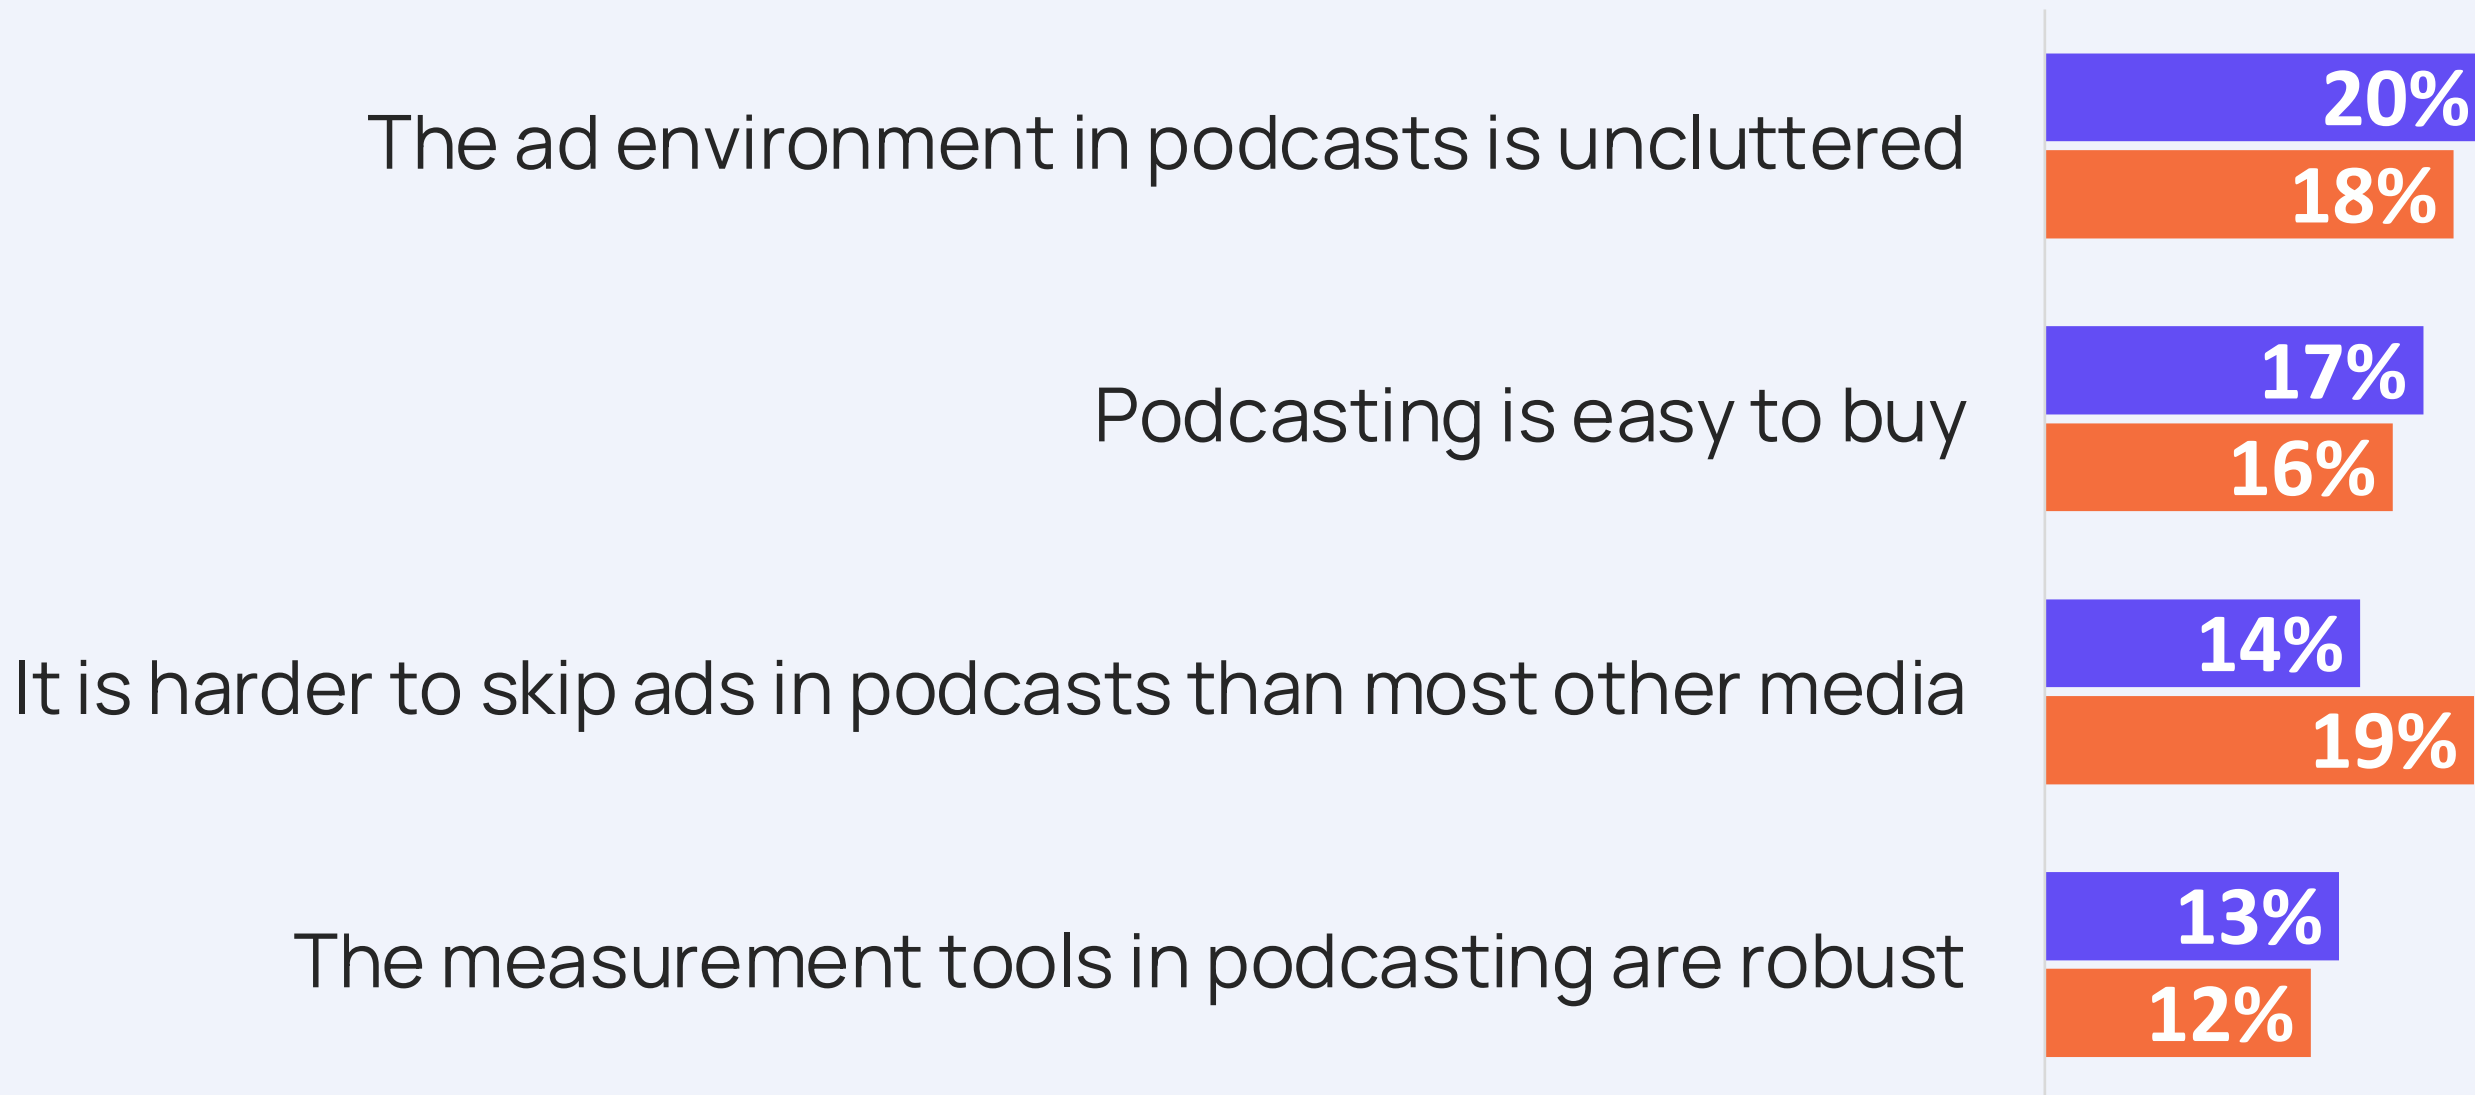 The ad environment in podcasts is uncluttered
20%
18%
Podcasting is easy to buy
17%
16%
It is harder to skip ads in podcasts than most other media
14%
19%
The measurement tools in podcasting are robust
13%
12%